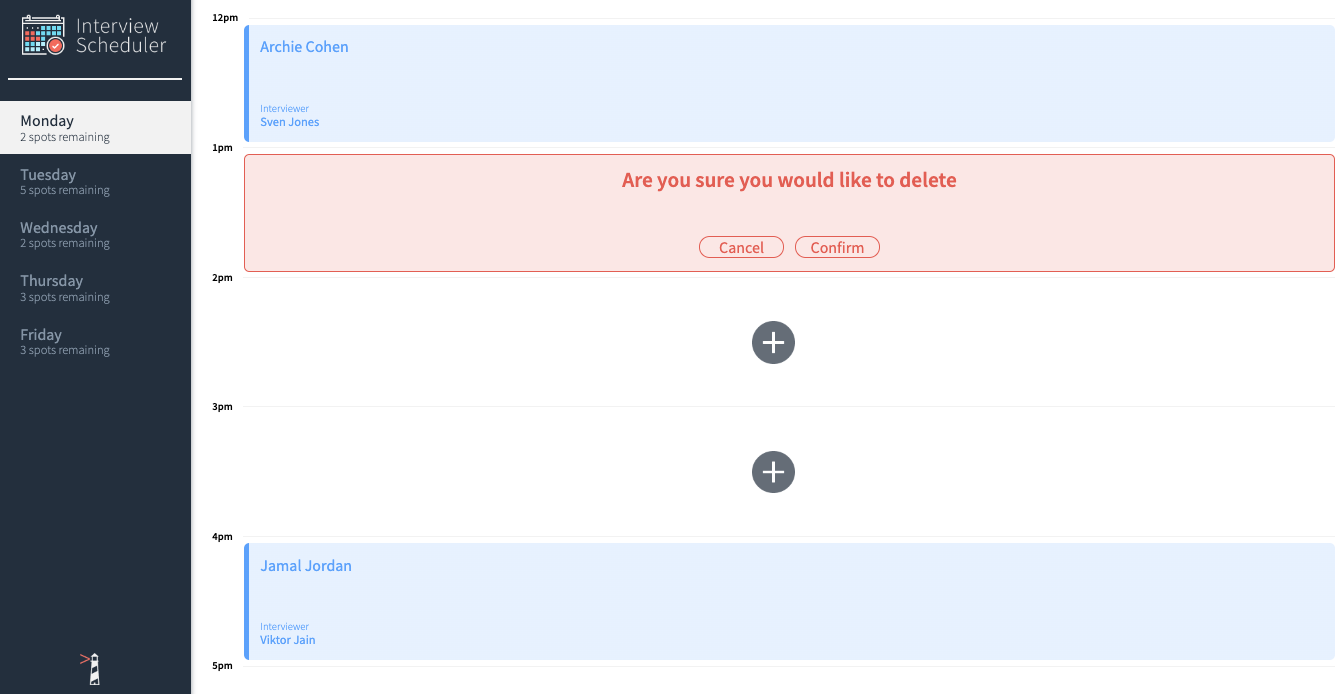 Interview
Scheduler
Monday
2 spots remaining
Tuesday
5 spots remaining
Wednesday
2 spots remaining
Thursday
3 spots remaining
Friday
3 spots remaining
12pm
Archie Cohen
Interviewer
Sven Jones
1pm
Are you sure you would like to delete
Cancel Confirm
2pm
3pm
4pm
Jamal Jordan
Interviewer
Viktor Jain
5pm